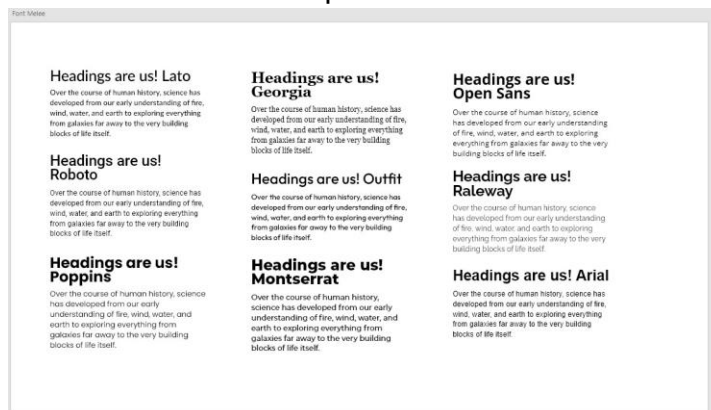 Font Melee
Headings are us! Lato
Over the course of human history, science has
developed from our early understanding of fire,
wind, water, and earth to exploring everything
from galaxies far away to the very building
blocks of life itself.
Headings are us!
Roboto
Over the course of human history, science has
developed from our early understanding of fire,
wind, water, and earth to exploring everything
from galaxies far away to the very building
blocks of life itself.
Headings are us!
Poppins
Over the course of human history, science
has developed from our early
understanding of fire, wind, water, and
earth to exploring everything from
galaxies far away to the very building
blocks of life itself.
Headings are us!
Georgia
Over the course of human history, science has
developed from our early understanding of fire,
wind, water, and earth to exploring everything
from galaxies far away to the very building
blocks of life itself.
Headings are us! Outfit
Over the course of human history, science has
developed from our early understanding of fire,
wind, water, and earth to exploring everything
from galaxies far away to the very building
blocks of life itself.
Headings are us!
Montserrat
Over the course of human history,
science has developed from our early
understanding of fire, wind, water, and
earth to exploring everything from
galaxies far away to the very building
blocks of life itself.
Headings are us!
Open Sans
Over the course of human history, science
has developed from our early understanding
of fire, wind, water, and earth to exploring
everything from galaxies far away to the very
building blocks of life itself.
Headings are us!
Raleway
Over the course of human history, science
has developed from our early understanding
of fire, wind, water, and earth to exploring
everything from galaxies far away to the very
building blocks of life itself.
Headings are us! Arial
Over the course of human history, science has
developed from our early understanding of fire,
wind, water, and earth to exploring everything
from galaxies far away to the very building
blocks of life itself.